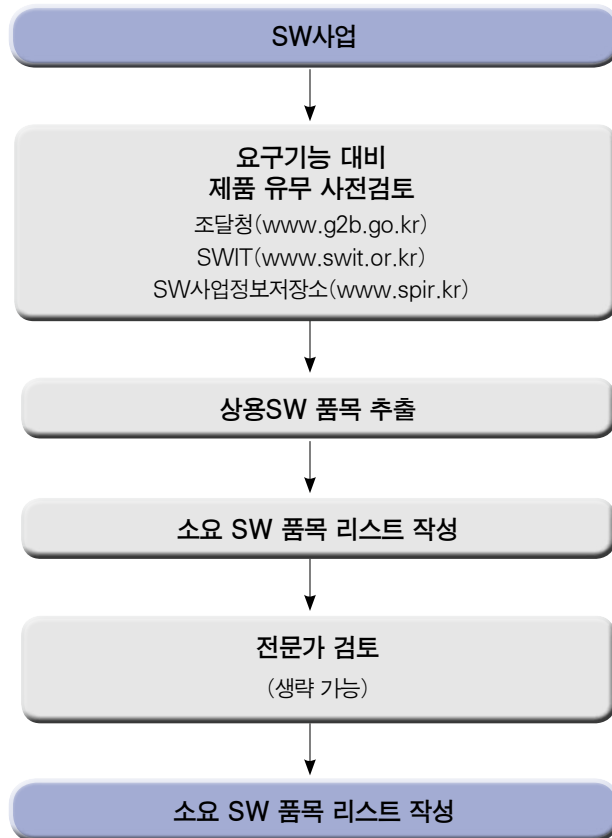 SW사업
요구기능 대비
제품 유무 사전검토
조달청(www.g2b.go.kr)
SWIT(www.swit.or.kr)
SW사업정보저장소(www.spir.kr)
상용SW 품목 추출
소요 SW 품목 리스트 작성
전문가 검토
(생략 가능)
소요 SW 품목 리스트 작성